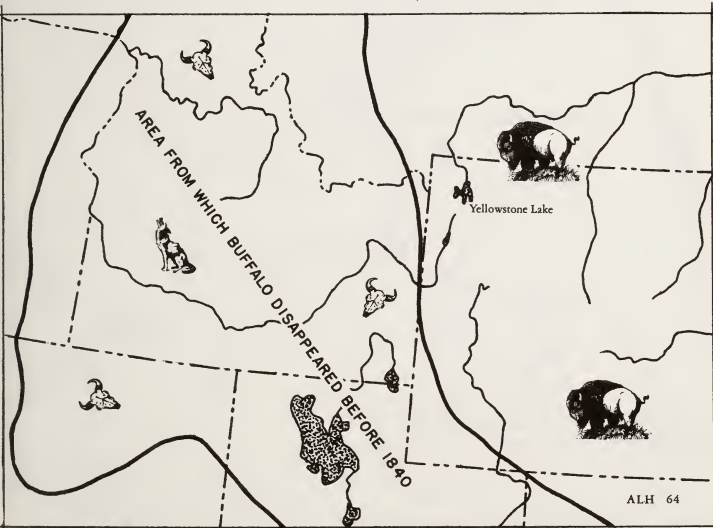 AREA FROM WHICH BUFFALO DISAPPEARED BEFORE 1840
Yellowstone Lake
ALH 64